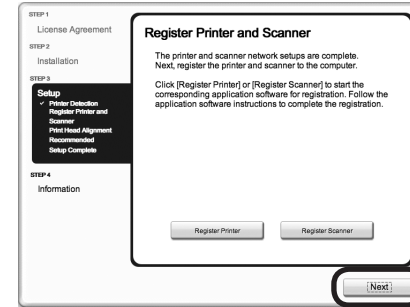 STEP 1
License Agreement
STEP 2
Installation
STEP 3
Setup
✓ Printer Detection
Register Printer and
Scanner
Print Head Alignment
Recommended
Setup Complete
STEP 4
Information
Register Printer and Scanner
The printer and scanner network setups are complete.
Next, register the printer and scanner to the computer.
Click [Register Printer] or [Register Scanner] to start the
corresponding application software for registration. Follow the
application software instructions to complete the registration.
Register Printer
Register Scanner
Next